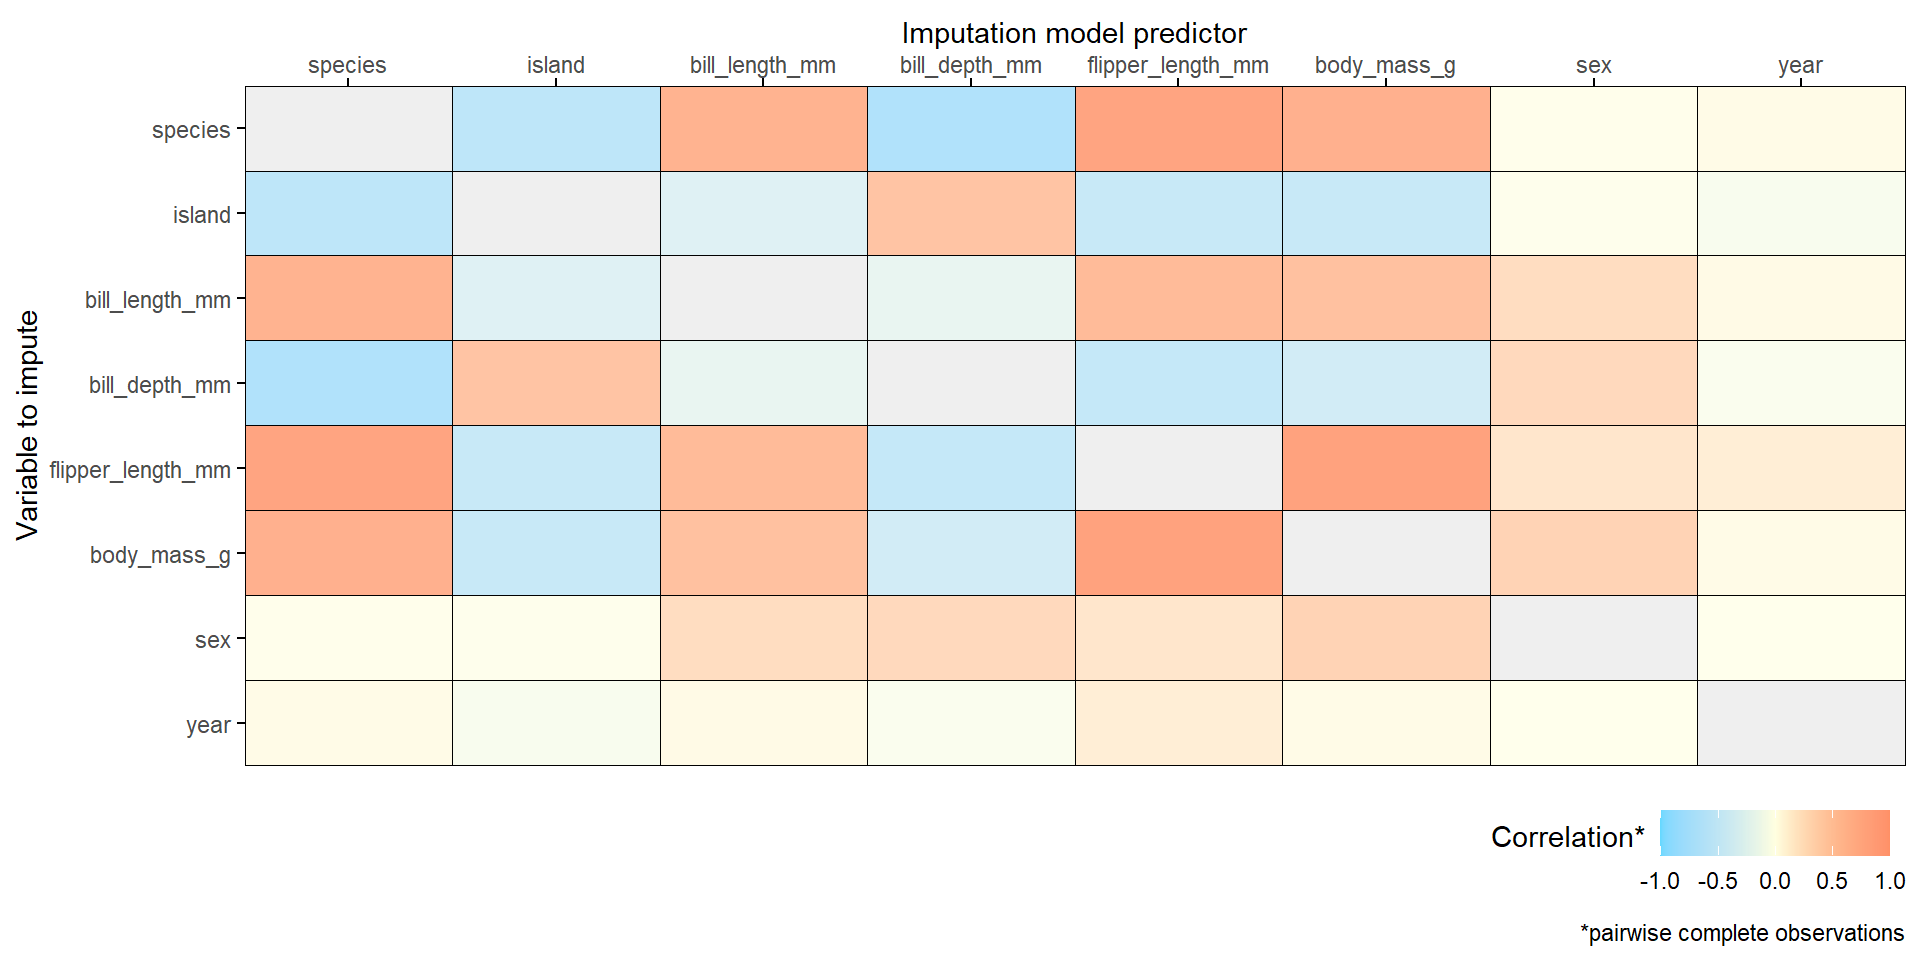 Imputation model predictor
species island bill_length_mm bill_depth_mm flipper_length_mm body_mass_g sex year
Variable to impute
species
island
bill_length_mm
bill_depth_mm
flipper_length_mm
body_mass_g
sex
year
Correlation*
-1.0 -0.5 0.0 0.5 1.0
*pairwise complete observations